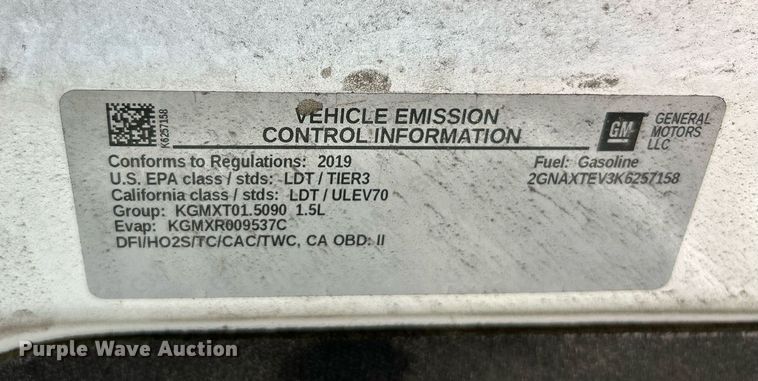 K6257158
VEHICLE EMISSION
CONTROL INFORMATION
GM
GENERAL
MOTORS
LLC
Conforms to Regulations: 2019
Fuel: Gasoline
U.S. EPA class / stds: LDT / TIER3
2GNAXTEV3K6257158
California class / stds: LDT / ULEV70
Group: KGMXT01.5090 1.5L
Evap: KGMXR009537C
DFI/HO2S/TC/CAC/TWC, CA OBD: II
Purple Wave Auction